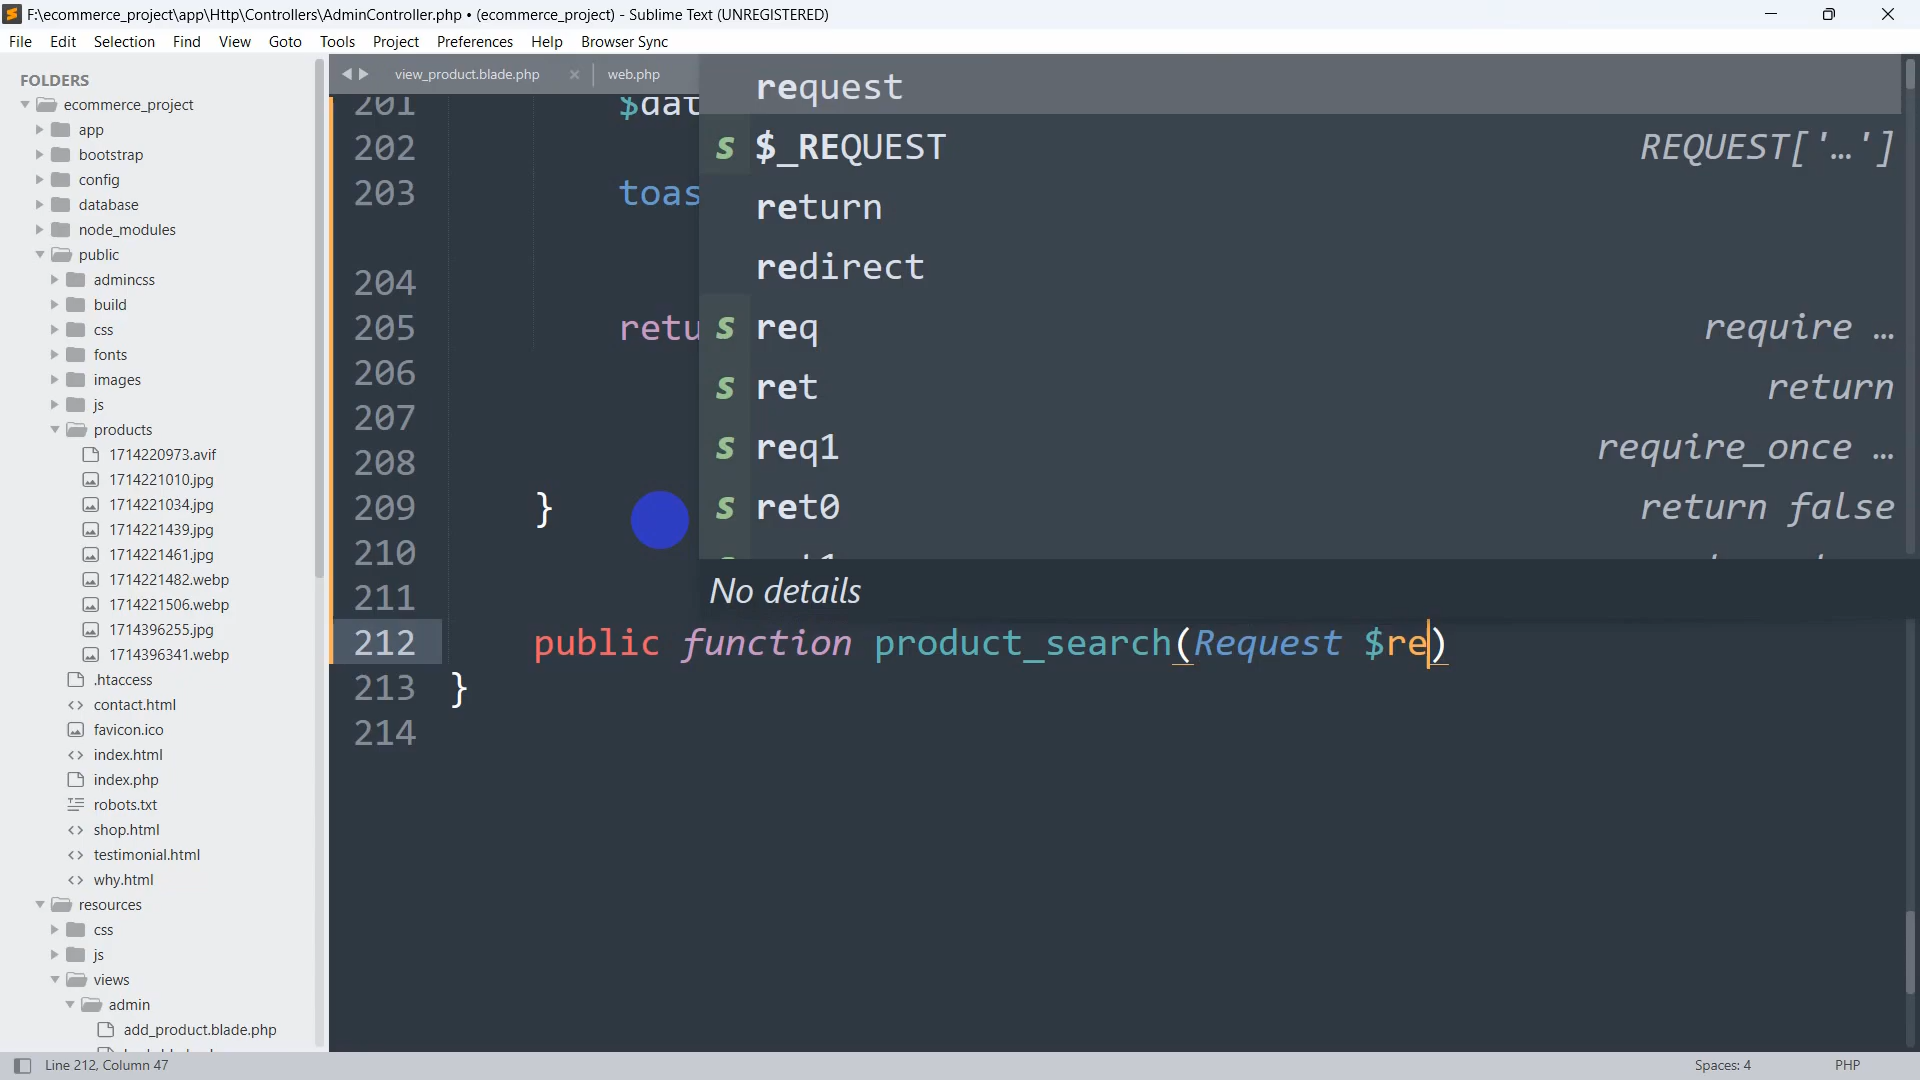 F:\ecommerce_project\app\Http\Controllers\AdminController.php • (ecommerce_project) - Sublime Text (UNREGISTERED)
File Edit Selection Find View Goto Tools Project Preferences Help Browser Sync
FOLDERS
ecommerce_project
app
bootstrap
config
database
node_modules
public
admincss
build
css
fonts
images
js
products
1714220973.avif
1714221010.jpg
1714221034.jpg
1714221439.jpg
1714221461.jpg
1714221482.webp
1714221506.webp
1714396255.jpg
1714396341.webp
.htaccess
contact.html
favicon.ico
index.html
index.php
robots.txt
shop.html
testimonial.html
why.html
resources
css
js
views
admin
add_product.blade.php
view_product.blade.php × web.php
201 $dat
202
203 toas
204
205 retu
206
207
208
209 }
210
211
212 public function product_search(Request $re)
213 }
214
request
s $_REQUEST REQUEST['…']
return
redirect
s req require …
s ret return
s req1 require_once …
s ret0 return false
No details
Line 212, Column 47 Spaces: 4 PHP